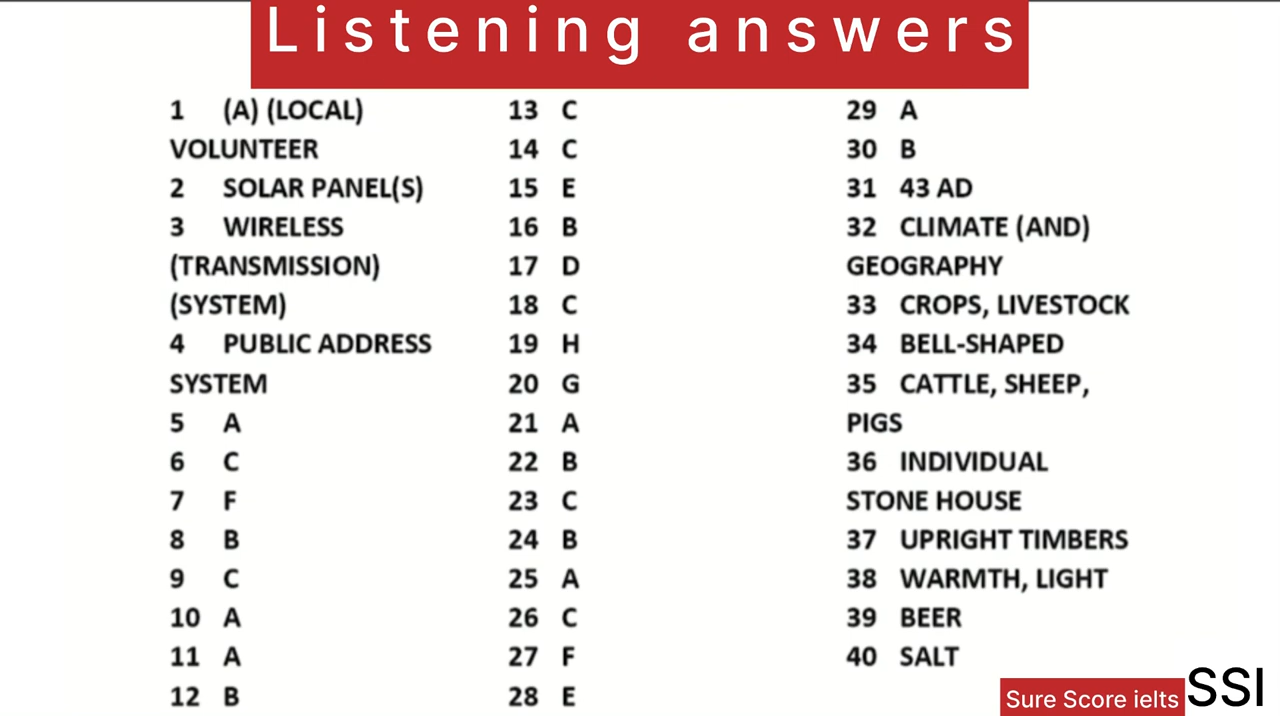 Listening answers
1 (A) (LOCAL)
VOLUNTEER
2 SOLAR PANEL(S)
3 WIRELESS
(TRANSMISSION)
(SYSTEM)
4 PUBLIC ADDRESS
SYSTEM
5 A
6 C
7 F
8 B
9 C
10 A
11 A
12 B
13 C
14 C
15 E
16 B
17 D
18 C
19 H
20 G
21 A
22 B
23 C
24 B
25 A
26 C
27 F
28 E
29 A
30 B
31 43 AD
32 CLIMATE (AND)
GEOGRAPHY
33 CROPS, LIVESTOCK
34 BELL-SHAPED
35 CATTLE, SHEEP,
PIGS
36 INDIVIDUAL
STONE HOUSE
37 UPRIGHT TIMBERS
38 WARMTH, LIGHT
39 BEER
40 SALT
Sure Score ielts SSI